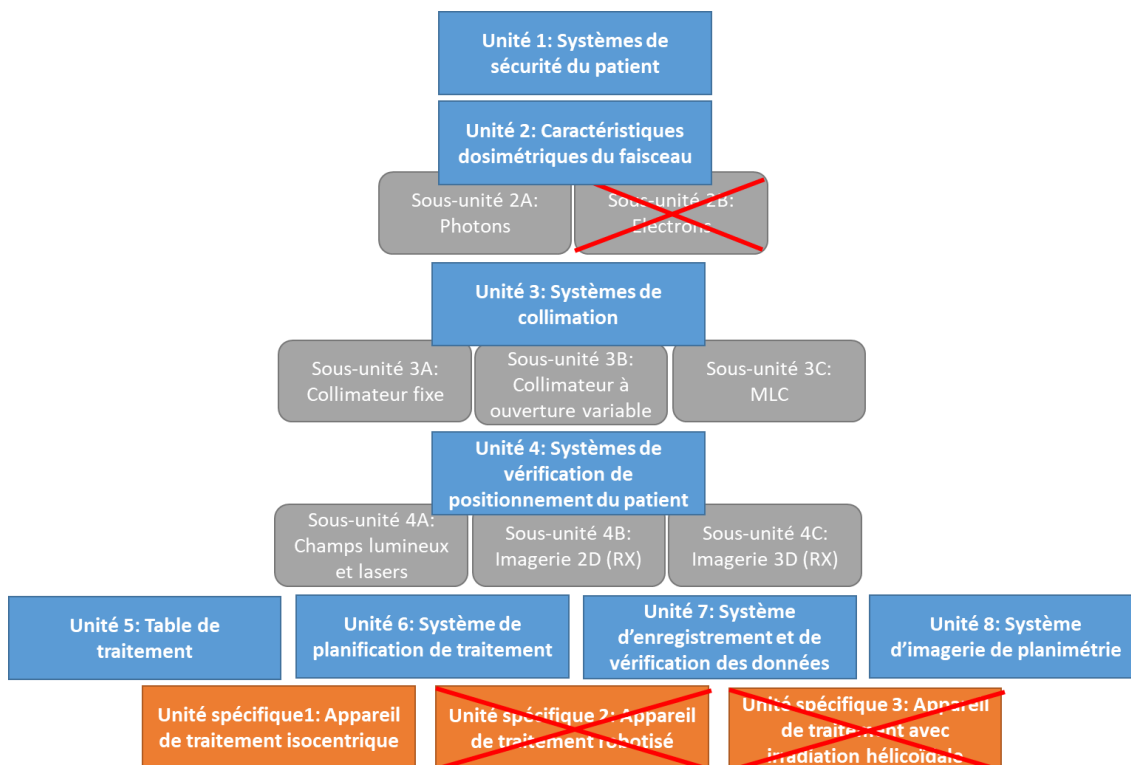 Unité 1: Systèmes de
sécurité du patient
Unité 2: Caractéristiques
dosimétriques du faisceau
Sous-unité 2A:
Photons
Sous-unité 2B:
Electrons
Unité 3: Systèmes de
collimation
Sous-unité 3A:
Collimateur fixe
Sous-unité 3B:
Collimateur à
ouverture variable
Sous-unité 3C:
MLC
Unité 4: Systèmes de
vérification de
positionnement du patient
Sous-unité 4A:
Champs lumineux
et lasers
Sous-unité 4B:
Imagerie 2D (RX)
Sous-unité 4C:
Imagerie 3D (RX)
Unité 5: Table de
traitement
Unité 6: Système de
planification de traitement
Unité 7: Système
d'enregistrement et de
vérification des données
Unité 8: Système
d'imagerie de planimétrie
Unité spécifique1: Appareil
de traitement isocentrique
Unité spécifique 2: Appareil
de traitement robotisé
Unité spécifique 3: Appareil
de traitement avec
irradiation hélicoïdale